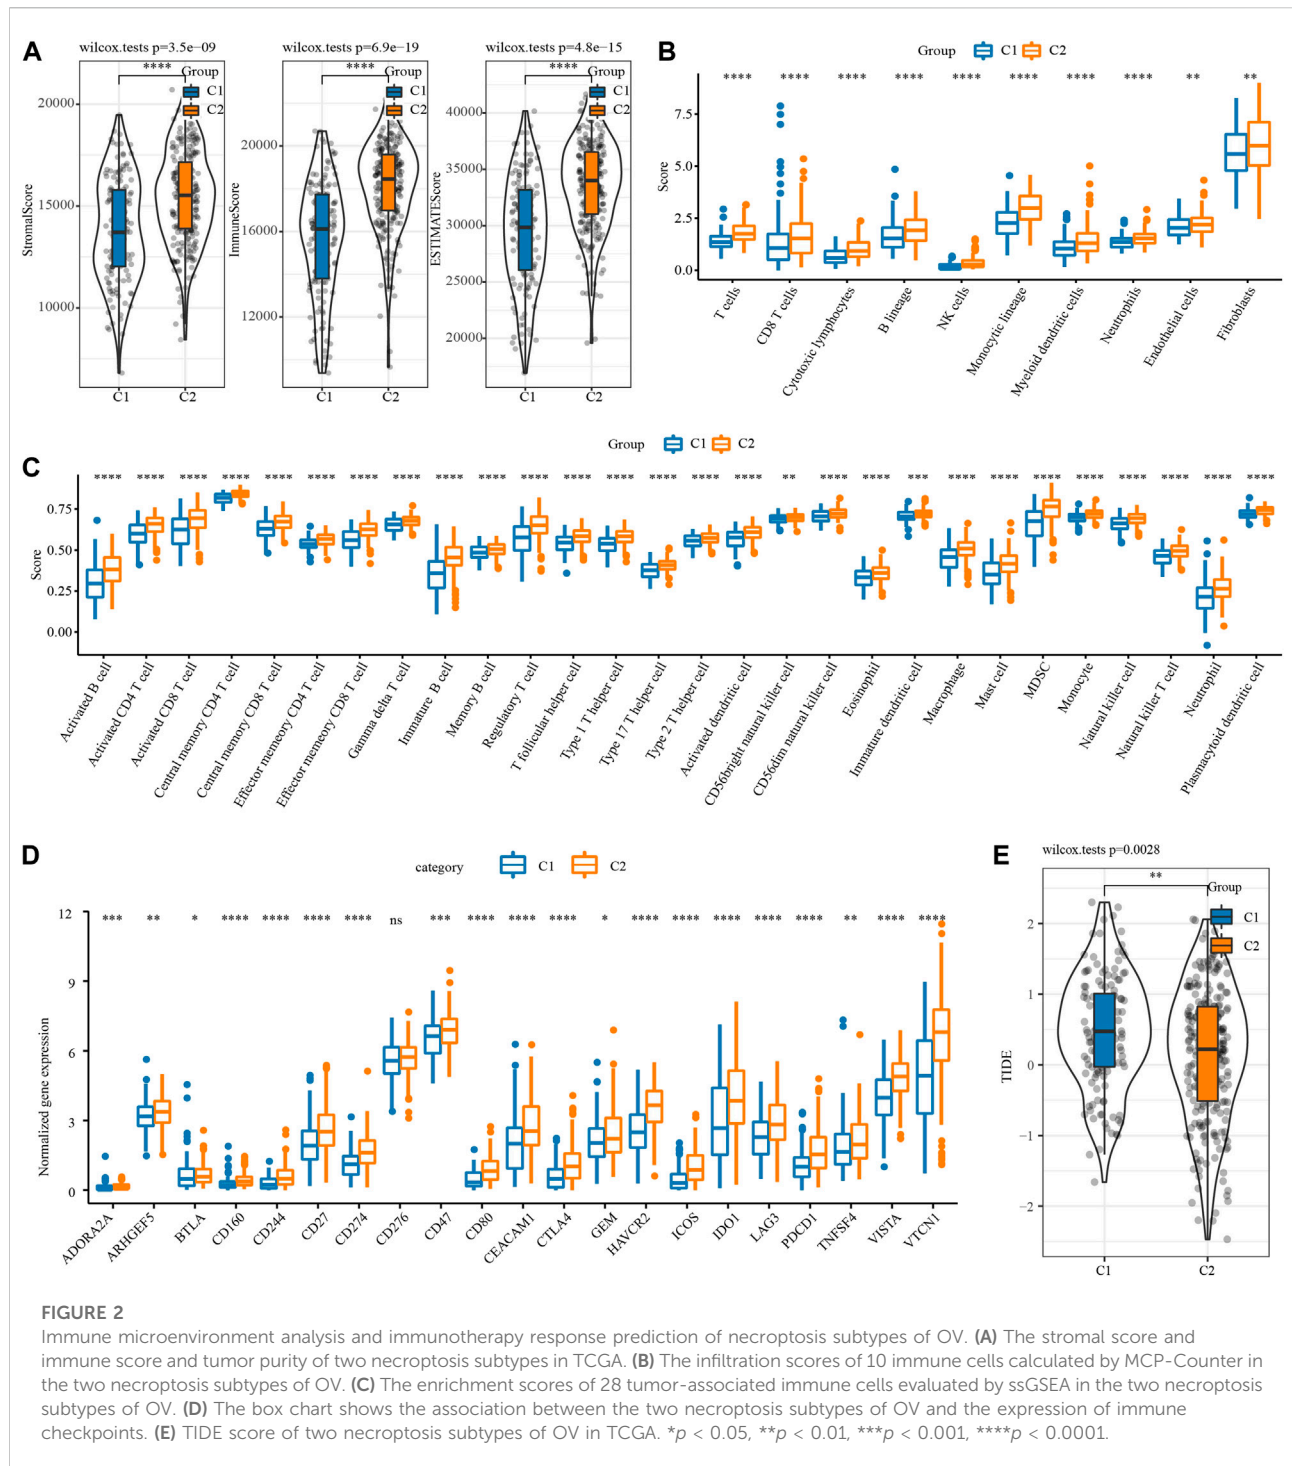 A
wilcox.tests p=3.5e−09
****
Group
C1
C2
StromalScore
20000
15000
10000
C1
C2
wilcox.tests p=6.9e−19
****
Group
C1
C2
ImmuneScore
20000
16000
12000
C1
C2
wilcox.tests p=4.8e−15
****
Group
C1
C2
ESTIMATEScore
40000
35000
30000
25000
20000
C1
C2
B
Group C1 C2
**** **** **** **** **** **** **** **** ** **
Score
7.5
5.0
2.5
0.0
T cells
CD8 T cells
Cytotoxic lymphocytes
B lineage
NK cells
Monocytic lineage
Myeloid dendritic cells
Neutrophils
Endothelial cells
Fibroblasts
C
Group C1 C2
**** **** **** **** **** **** **** **** **** **** **** **** **** **** **** **** ** **** **** *** **** **** **** **** **** **** **** ****
Score
0.75
0.50
0.25
0.00
Activated B cell
Activated CD4 T cell
Activated CD8 T cell
Central memory CD4 T cell
Central memory CD8 T cell
Effector memeory CD4 T cell
Effector memeory CD8 T cell
Gamma delta T cell
Immature B cell
Memory B cell
Regulatory T cell
T follicular helper cell
Type 1 T helper cell
Type 17 T helper cell
Type 2 T helper cell
Activated dendritic cell
CD56bright natural killer cell
CD56dim natural killer cell
Eosinophil
Immature dendritic cell
Macrophage
Mast cell
MDSC
Monocyte
Natural killer cell
Natural killer T cell
Neutrophil
Plasmacytoid dendritic cell
D
category C1 C2
*** ** * **** **** **** **** ns *** **** **** **** * **** **** **** **** **** ** **** ****
Normalized gene expression
12
9
6
3
0
ADORA2A
ARHGEF5
BTLA
CD160
CD244
CD27
CD274
CD276
CD47
CD80
CEACAM1
CTLA4
GEM
HAVCR2
ICOS
IDO1
LAG3
PDCD1
TNFSF4
VISTA
VTCN1
E
wilcox.tests p=0.0028
**
Group
C1
C2
TIDE
2
1
0
−1
−2
C1
C2
FIGURE 2
Immune microenvironment analysis and immunotherapy response prediction of necroptosis subtypes of OV. (A) The stromal score and
immune score and tumor purity of two necroptosis subtypes in TCGA. (B) The infiltration scores of 10 immune cells calculated by MCP-Counter in
the two necroptosis subtypes of OV. (C) The enrichment scores of 28 tumor-associated immune cells evaluated by ssGSEA in the two necroptosis
subtypes of OV. (D) The box chart shows the association between the two necroptosis subtypes of OV and the expression of immune
checkpoints. (E) TIDE score of two necroptosis subtypes of OV in TCGA. *p < 0.05, **p < 0.01, ***p < 0.001, ****p < 0.0001.